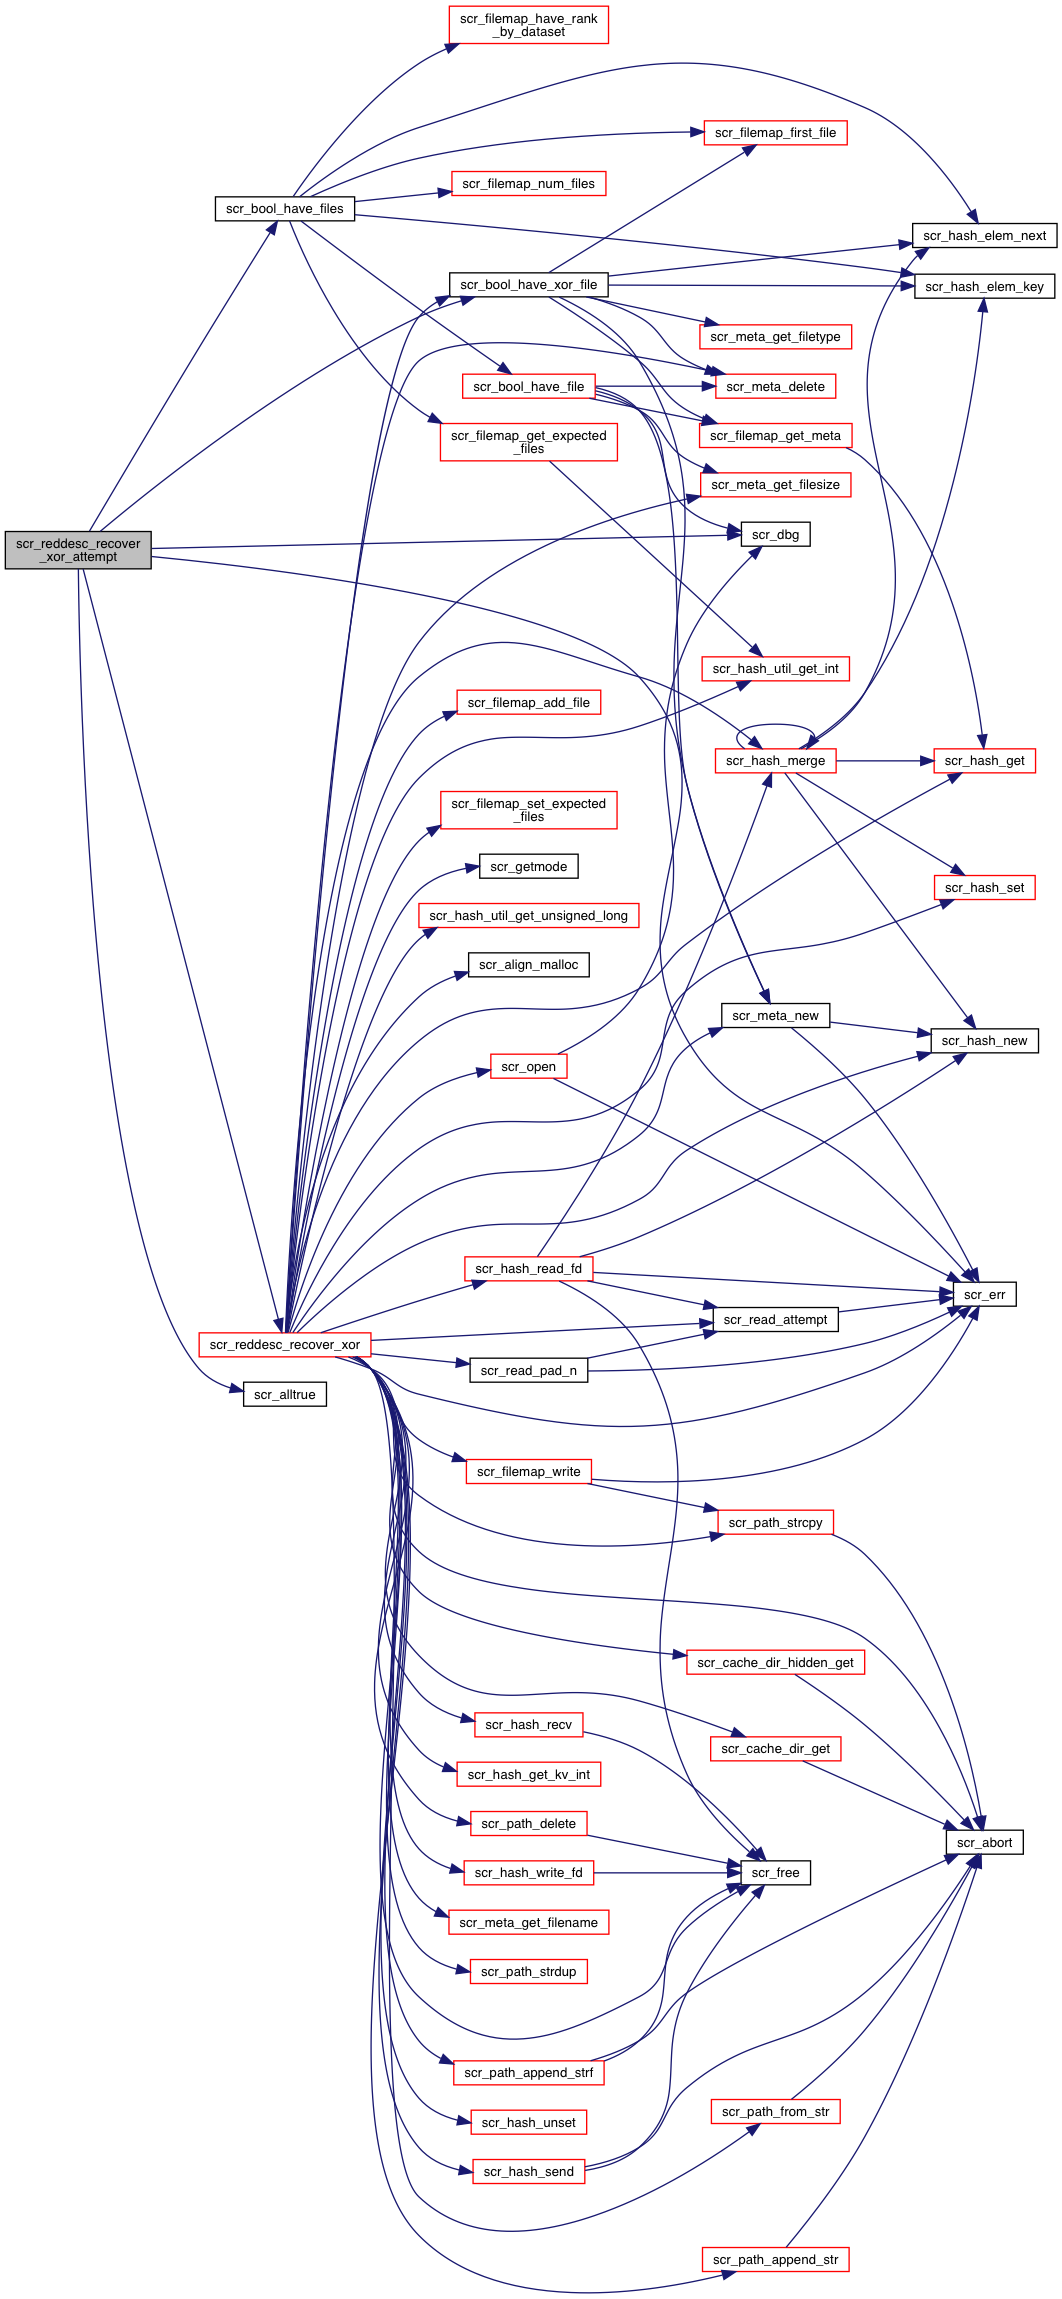 scr_filemap_have_rank
_by_dataset
scr_filemap_first_file
scr_filemap_num_files
scr_bool_have_files
scr_hash_elem_next
scr_bool_have_xor_file
scr_hash_elem_key
scr_meta_get_filetype
scr_bool_have_file
scr_meta_delete
scr_filemap_get_expected
_files
scr_filemap_get_meta
scr_meta_get_filesize
scr_reddesc_recover
_xor_attempt
scr_dbg
scr_hash_util_get_int
scr_filemap_add_file
scr_hash_merge
scr_hash_get
scr_filemap_set_expected
_files
scr_getmode
scr_hash_set
scr_hash_util_get_unsigned_long
scr_align_malloc
scr_meta_new
scr_hash_new
scr_open
scr_hash_read_fd
scr_err
scr_read_attempt
scr_reddesc_recover_xor
scr_read_pad_n
scr_alltrue
scr_filemap_write
scr_path_strcpy
scr_cache_dir_hidden_get
scr_hash_recv
scr_cache_dir_get
scr_hash_get_kv_int
scr_path_delete
scr_abort
scr_hash_write_fd
scr_free
scr_meta_get_filename
scr_path_strdup
scr_path_append_strf
scr_path_from_str
scr_hash_unset
scr_hash_send
scr_path_append_str